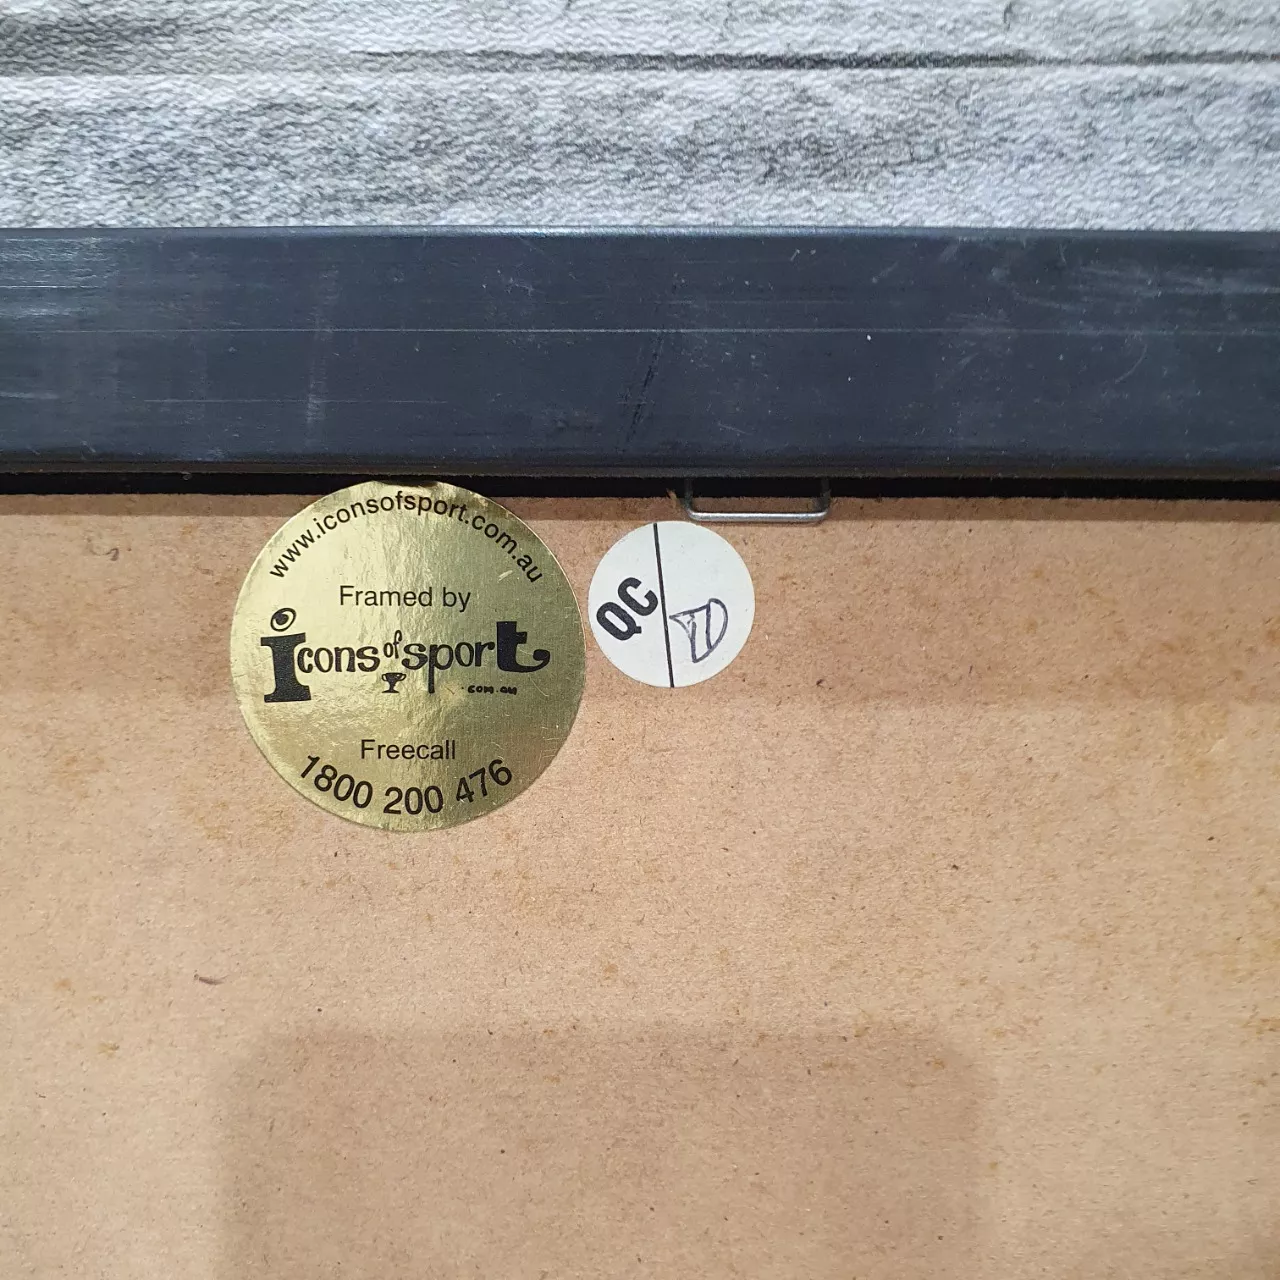 www.iconsofsport.com.au
Framed by
icons of sport
.com.au
Freecall
1800 200 476
QC